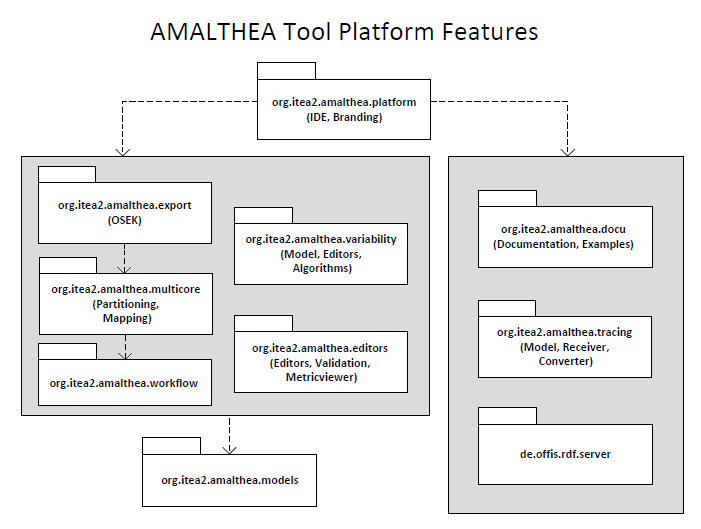 AMALTHEA Tool Platform Features
org.itea2.amalthea.platform
(IDE, Branding)
org.itea2.amalthea.export
(OSEK)
org.itea2.amalthea.multicore
(Partitioning,
Mapping)
org.itea2.amalthea.workflow
org.itea2.amalthea.variability
(Model, Editors,
Algorithms)
org.itea2.amalthea.editors
(Editors, Validation,
Metricviewer)
org.itea2.amalthea.models
org.itea2.amalthea.docu
(Documentation, Examples)
org.itea2.amalthea.tracing
(Model, Receiver,
Converter)
de.offis.rdf.server